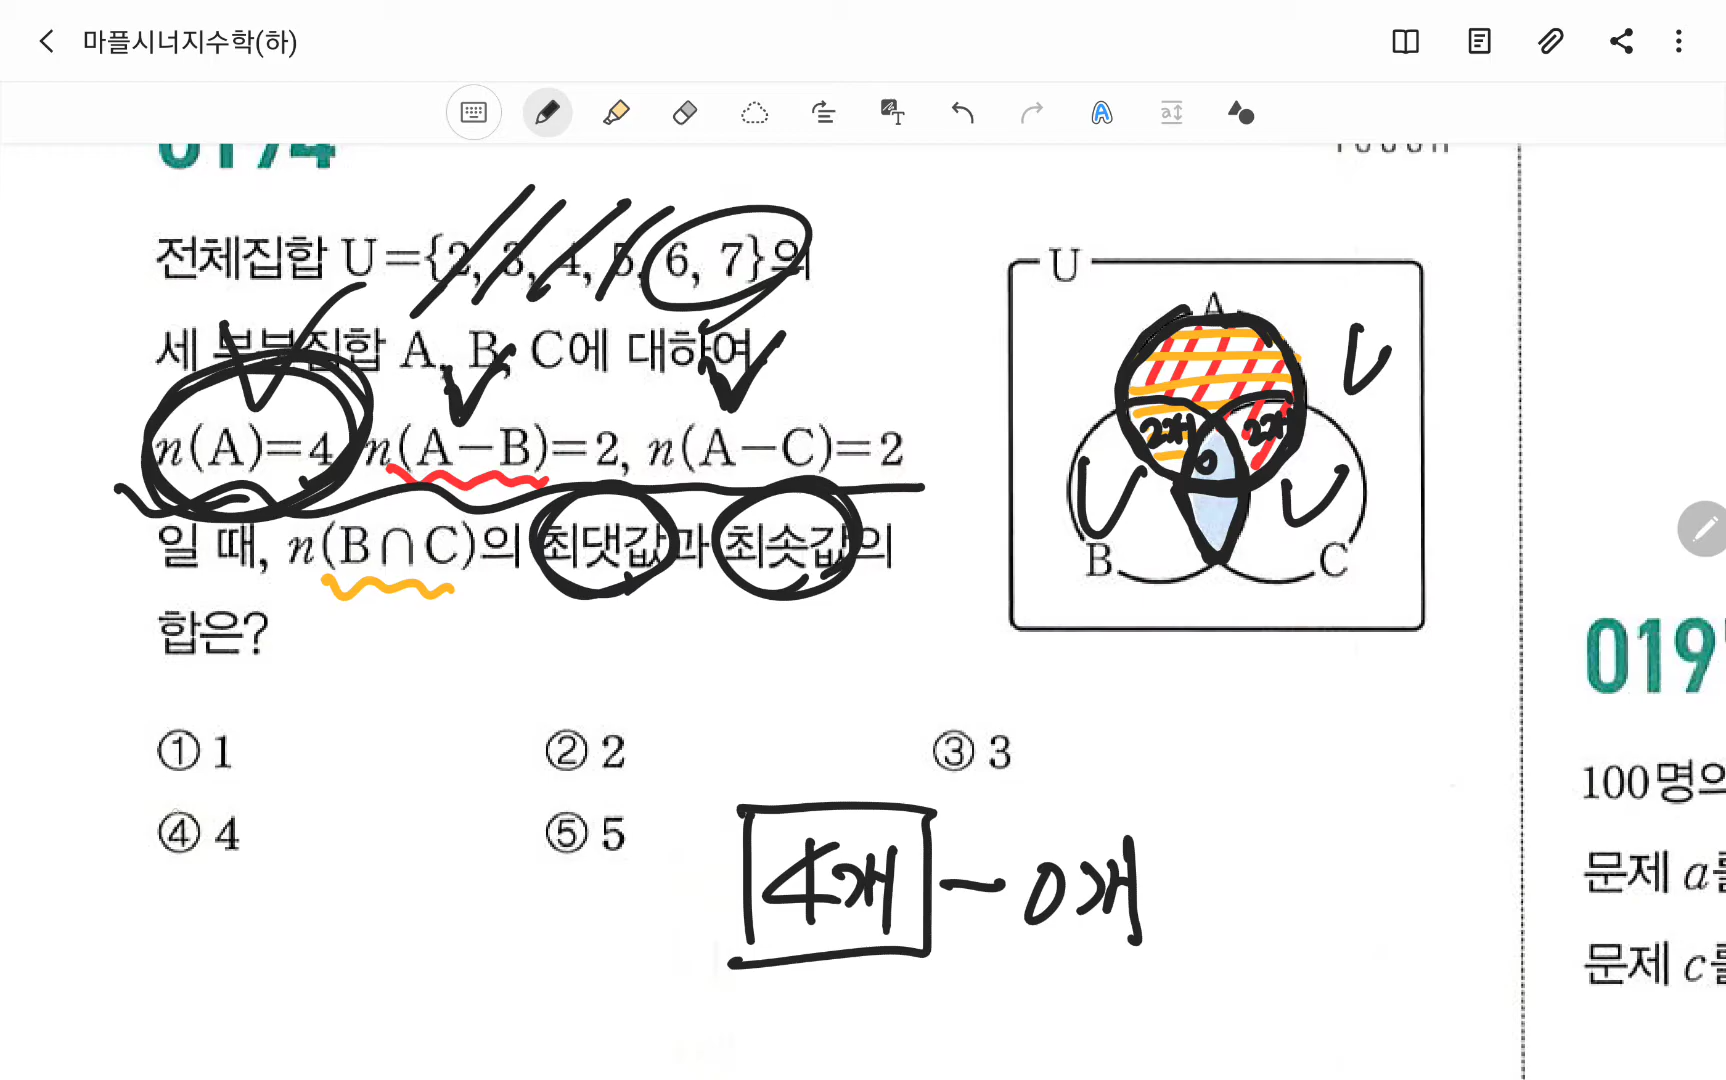 마플시너지수학(하)
전체집합 U={2, 3, 4, 5, 6, 7}의
세 부분집합 A, B, C에 대하여
n(A)=4, n(A−B)=2, n(A−C)=2
일 때, n(B∩C)의 최댓값과 최솟값의
합은?
U
A
2개
2개
0
B
C
① 1
② 2
③ 3
④ 4
⑤ 5
4개 ~ 0개
019
100명의
문제 a를
문제 c를